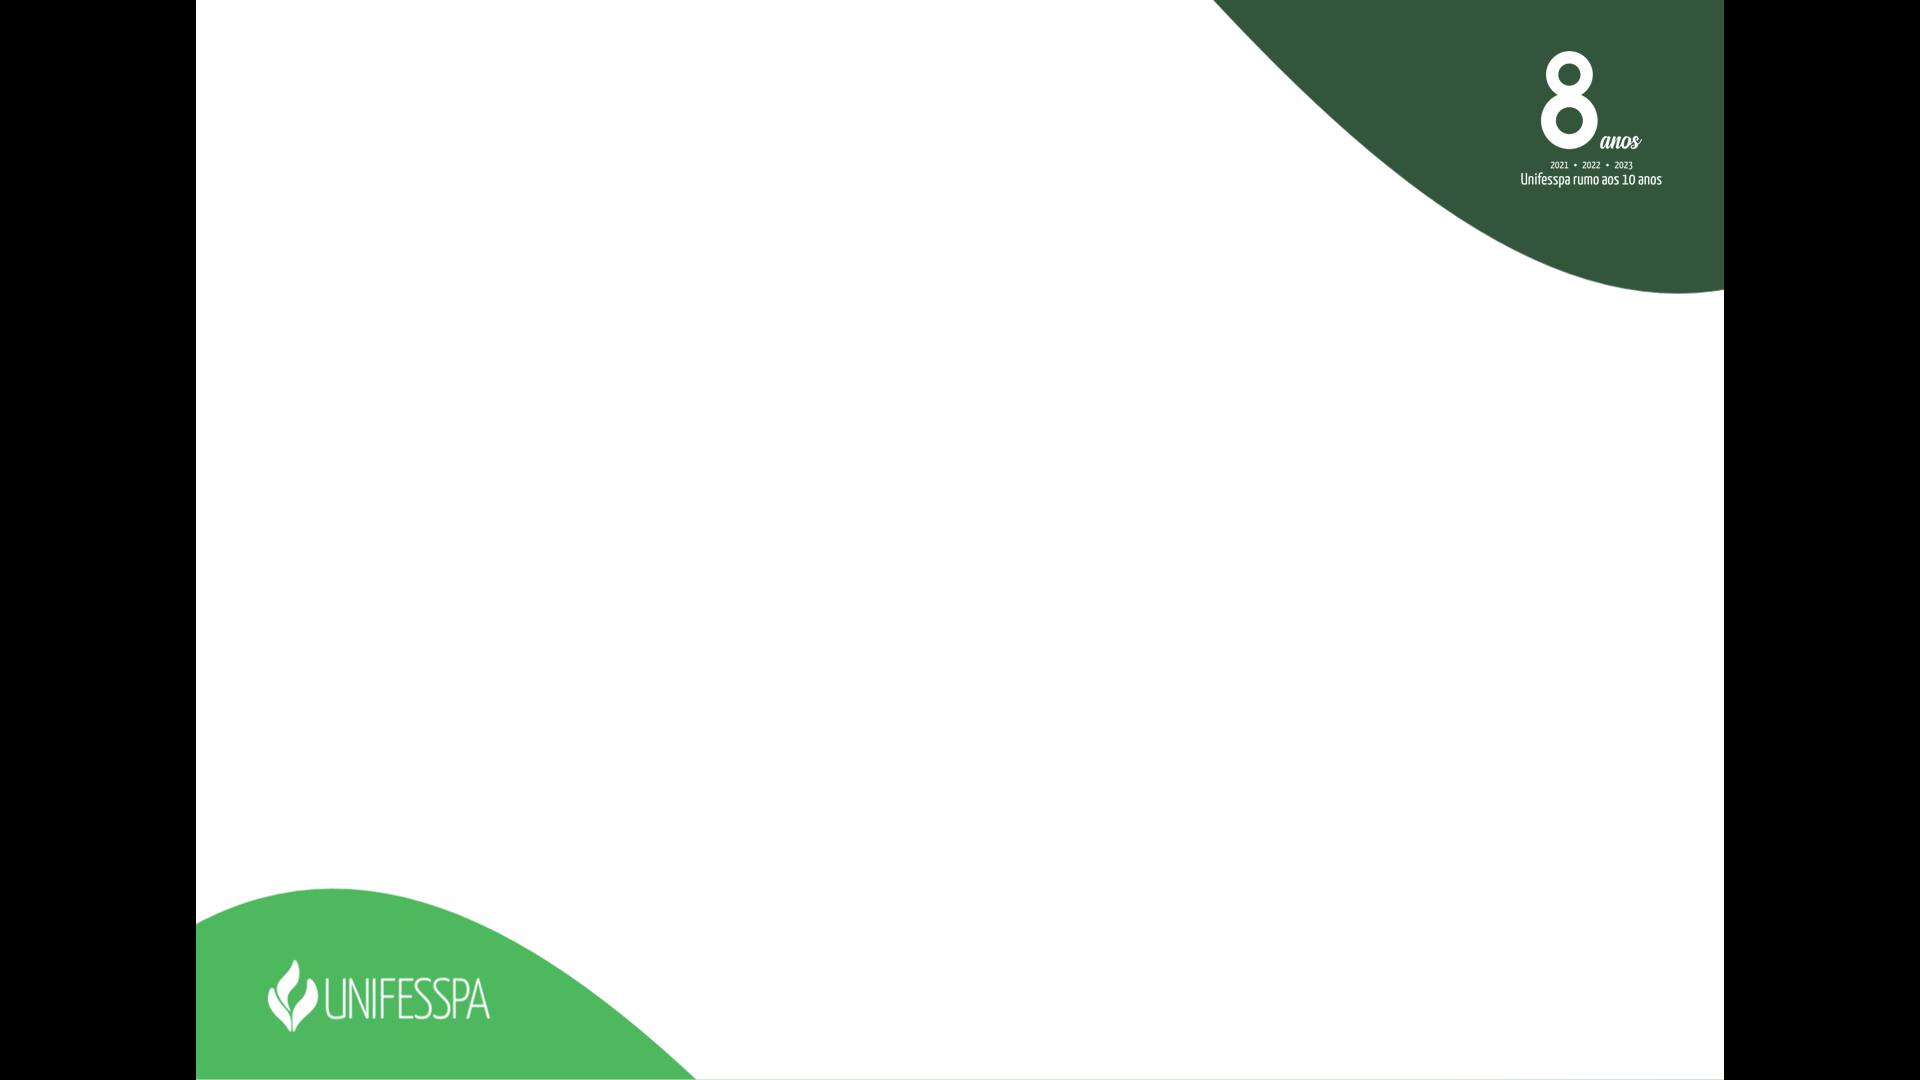 8 anos
2021 • 2022 • 2023
Unifesspa rumo aos 10 anos
UNIFESSPA